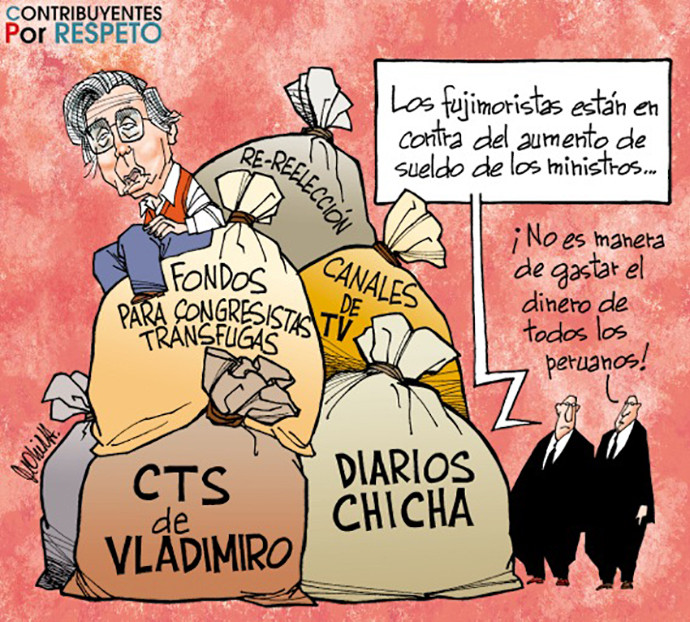 CONTRIBUYENTES
Por RESPETO
Los fujimoristas están en
contra del aumento de
sueldo de los ministros...
¡No es manera
de gastar el
dinero de
todos los
peruanos!
RE-REELECCIÓN
FONDOS
PARA CONGRESISTAS
TRÁNSFUGAS
CANALES
DE
TV
CTS
de
VLADIMIRO
DIARIOS
CHICHA